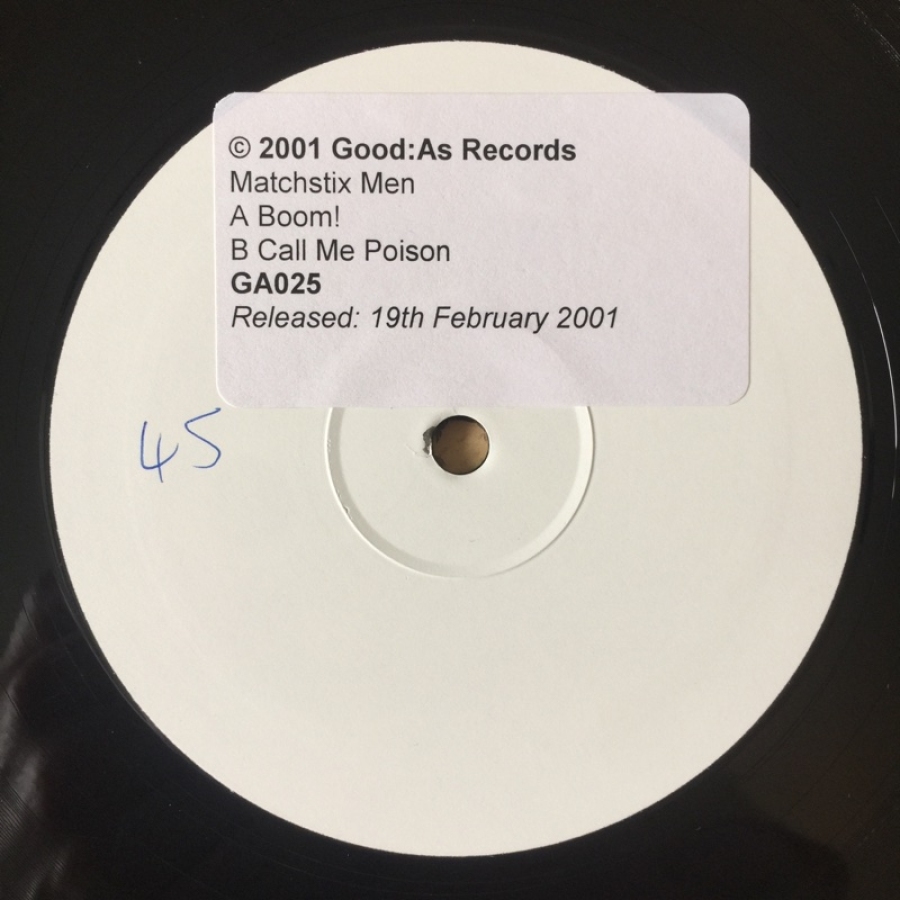 © 2001 Good:As Records
Matchstix Men
A Boom!
B Call Me Poison
GA025
Released: 19th February 2001
45